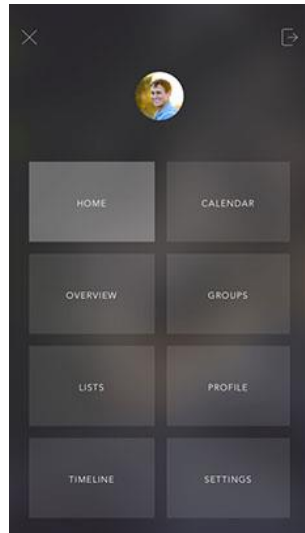 HOME CALENDAR
OVERVIEW GROUPS
LISTS PROFILE
TIMELINE SETTINGS